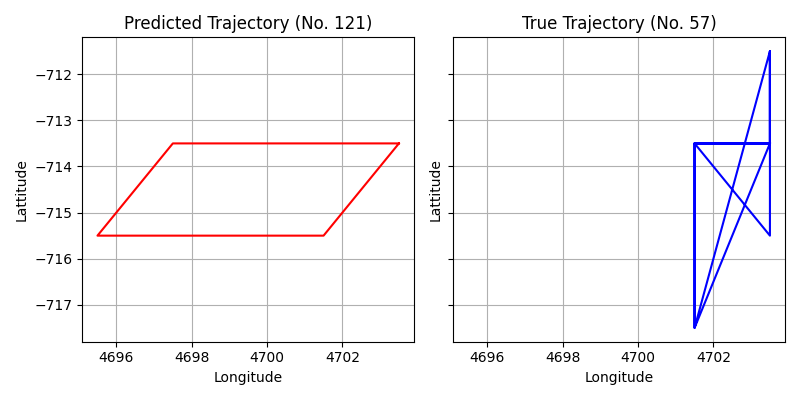 Predicted Trajectory (No. 121)
True Trajectory (No. 57)
−712
−713
−714
−715
−716
−717
Lattitude
Lattitude
4696 4698 4700 4702
4696 4698 4700 4702
Longitude
Longitude